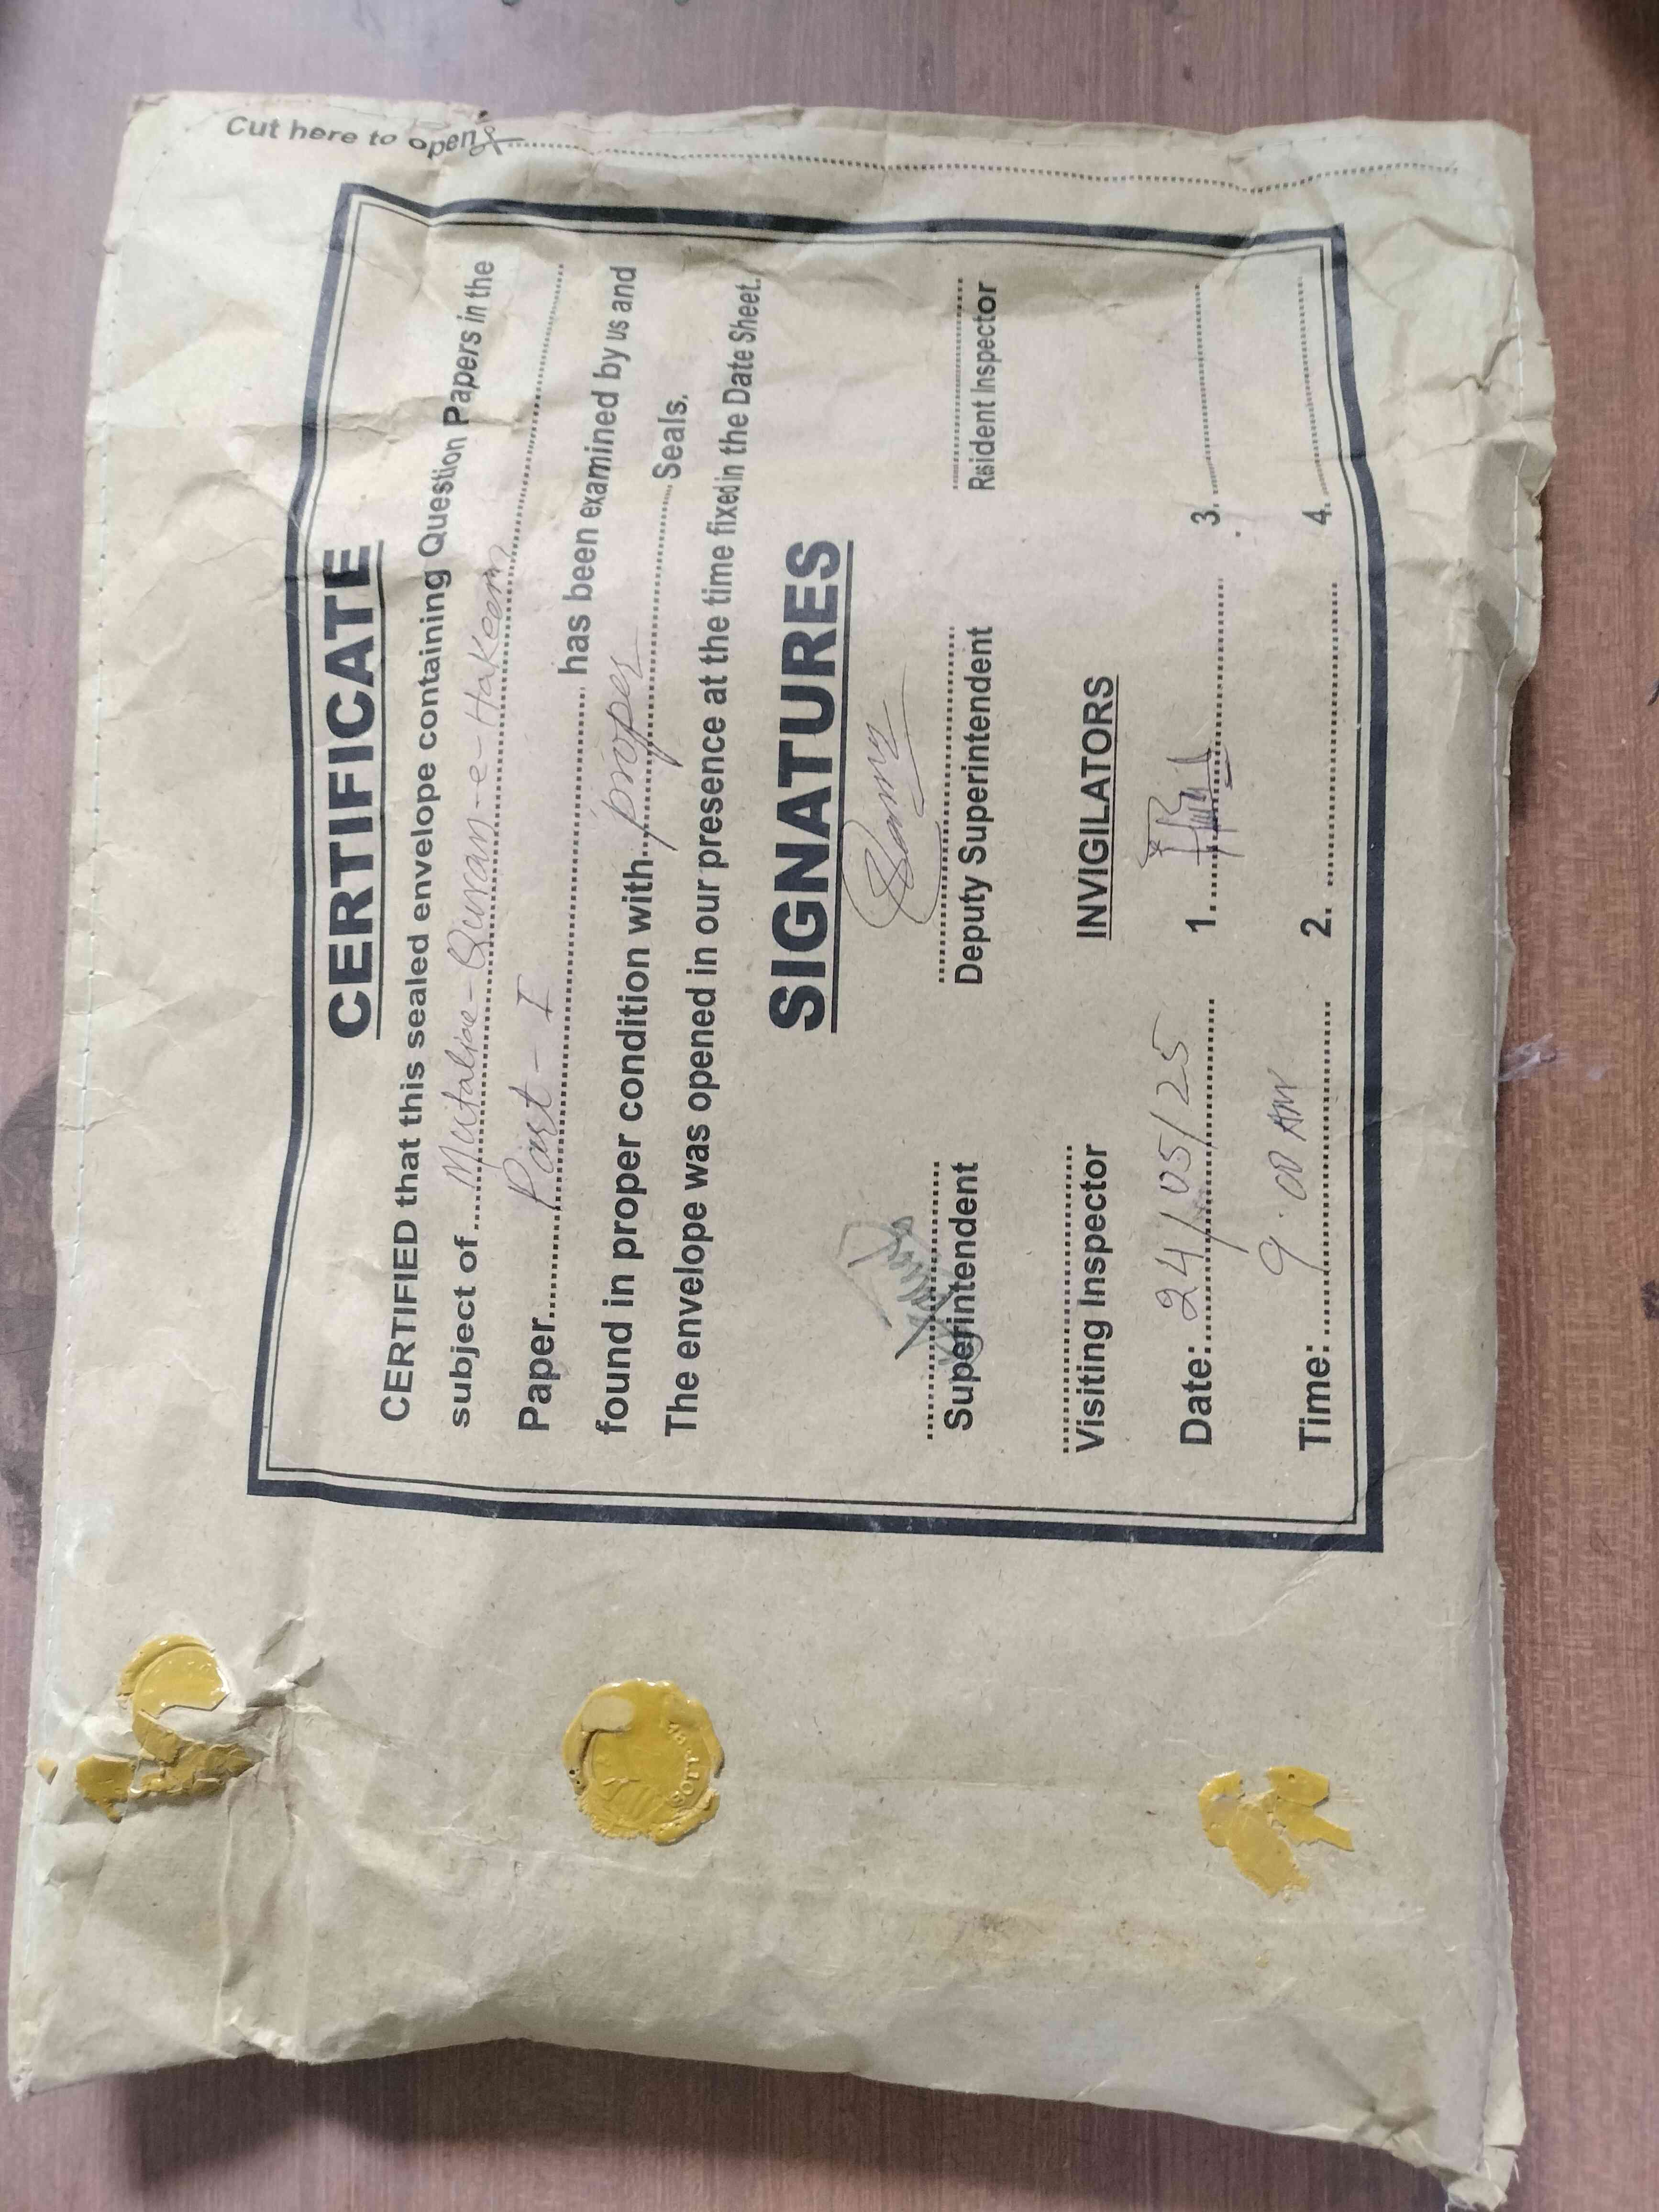 Cut here to open
CERTIFICATE
CERTIFIED that this sealed envelope containing Question Papers in the
subject of Mutaliae-Quran-e-Hakeem
Paper Part - I has been examined by us and
found in proper condition with proper Seals.
The envelope was opened in our presence at the time fixed in the Date Sheet.
SIGNATURES
Superintendent Deputy Superintendent Resident Inspector
Visiting Inspector INVIGILATORS
Date: 24/05/25 1. 3.
Time: 9.00 AM 2. 4.